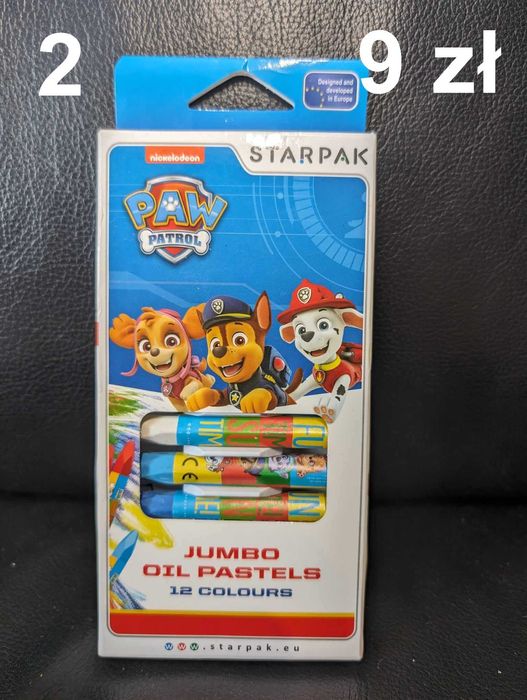 2 9 zł
Designed and
developed
in Europe
nickelodeon
STARPAK
PAW
PATROL
CE
JUMBO
OIL PASTELS
12 COLOURS
www.starpak.eu